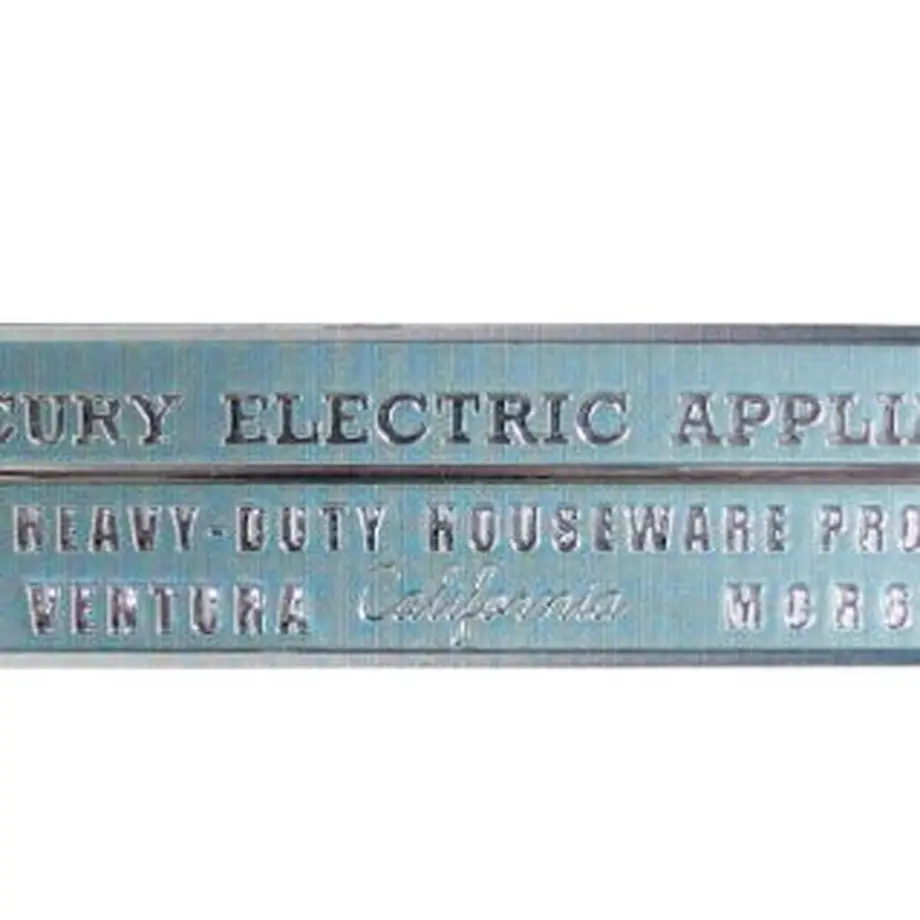 CURY ELECTRIC APPLI
HEAVY-DUTY HOUSEWARE PRO
VENTURA California MORG